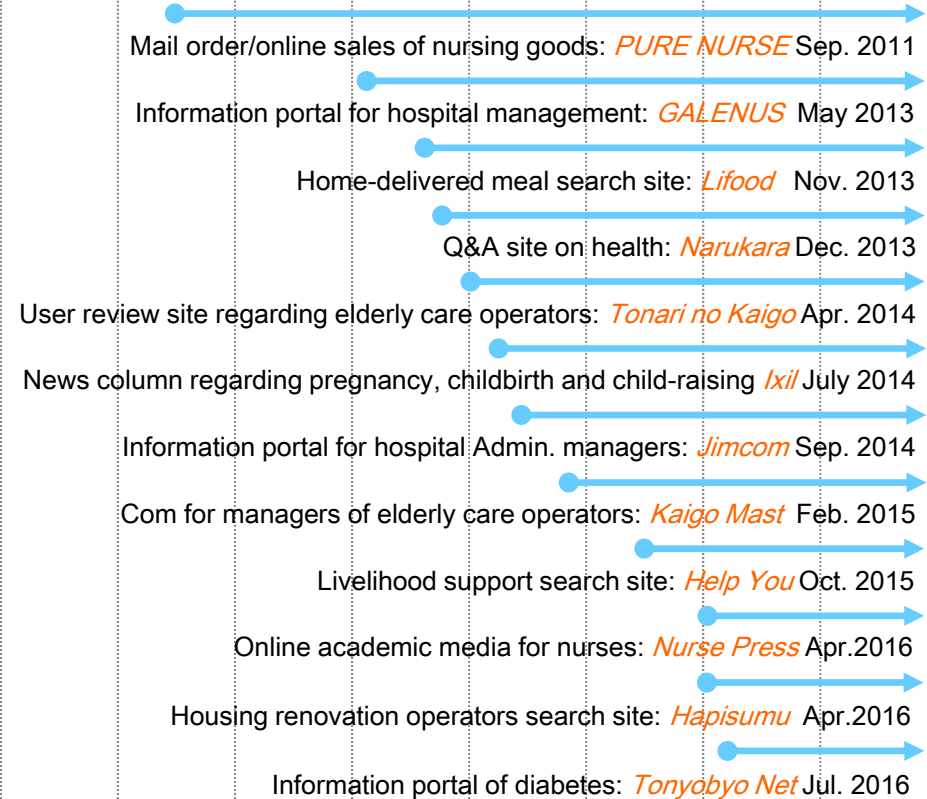 Mail order/online sales of nursing goods: PURE NURSE Sep. 2011
Information portal for hospital management: GALENUS May 2013
Home-delivered meal search site: Lifood Nov. 2013
Q&A site on health: Narukara Dec. 2013
User review site regarding elderly care operators: Tonari no Kaigo Apr. 2014
News column regarding pregnancy, childbirth and child-raising Ixil July 2014
Information portal for hospital Admin. managers: Jimcom Sep. 2014
Com for managers of elderly care operators: Kaigo Mast Feb. 2015
Livelihood support search site: Help You Oct. 2015
Online academic media for nurses: Nurse Press Apr.2016
Housing renovation operators search site: Hapisumu Apr.2016
Information portal of diabetes: Tonyobyo Net Jul. 2016